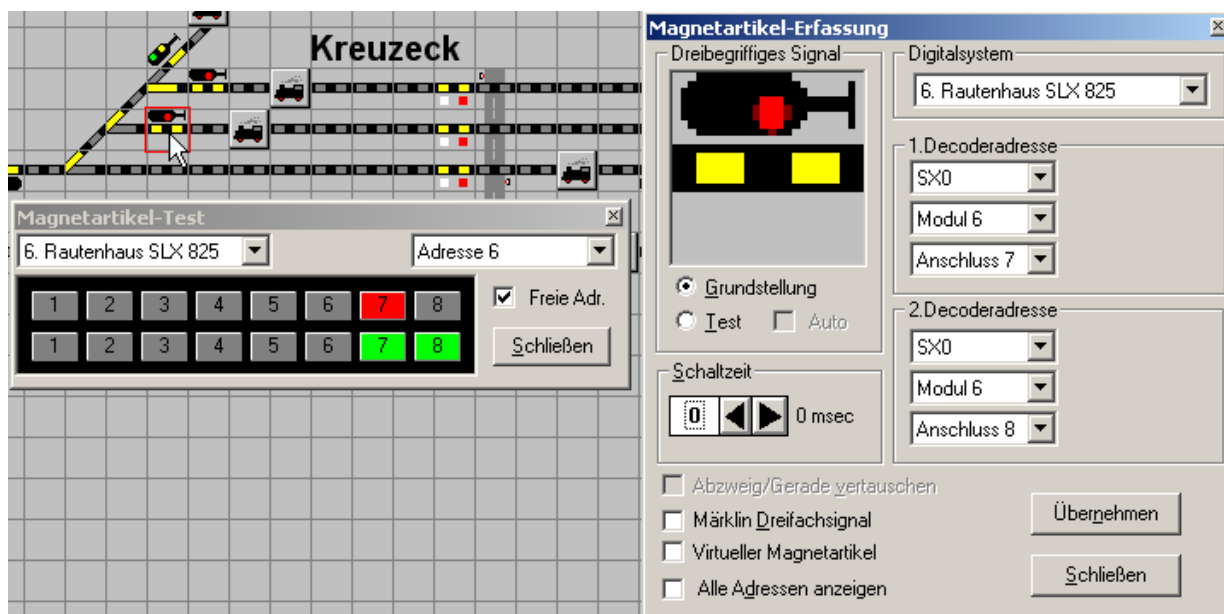 Kreuzeck
Magnetartikel-Test
6. Rautenhaus SLX 825
Adresse 6
1 2 3 4 5 6 7 8
Freie Adr.
1 2 3 4 5 6 7 8
Schließen
Magnetartikel-Erfassung
Dreibegriffiges Signal
Grundstellung
Test
Auto
Schaltzeit
0
0 msec
Digitalsystem
6. Rautenhaus SLX 825
1.Decoderadresse
SX0
Modul 6
Anschluss 7
2.Decoderadresse
SX0
Modul 6
Anschluss 8
Abzweig/Gerade vertauschen
Märklin Dreifachsignal
Virtueller Magnetartikel
Alle Adressen anzeigen
Übernehmen
Schließen